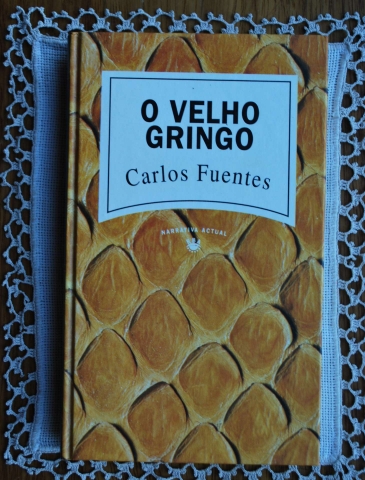 O VELHO
GRINGO
Carlos Fuentes
NARRATIVA ACTUAL